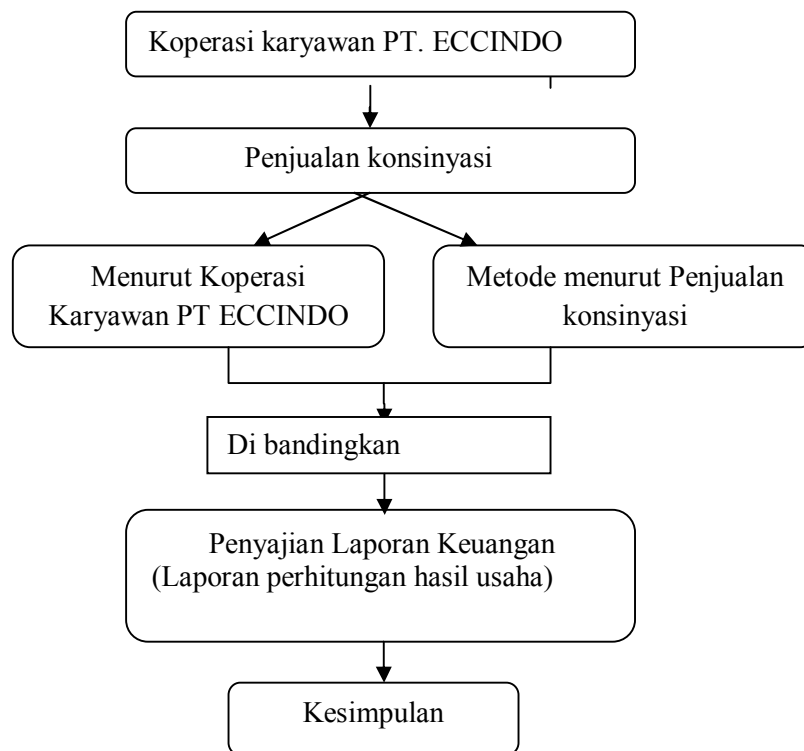 Koperasi karyawan PT. ECCINDO
Penjualan konsinyasi
Menurut Koperasi
Karyawan PT ECCINDO
Metode menurut Penjualan
konsinyasi
Di bandingkan
Penyajian Laporan Keuangan
(Laporan perhitungan hasil usaha)
Kesimpulan